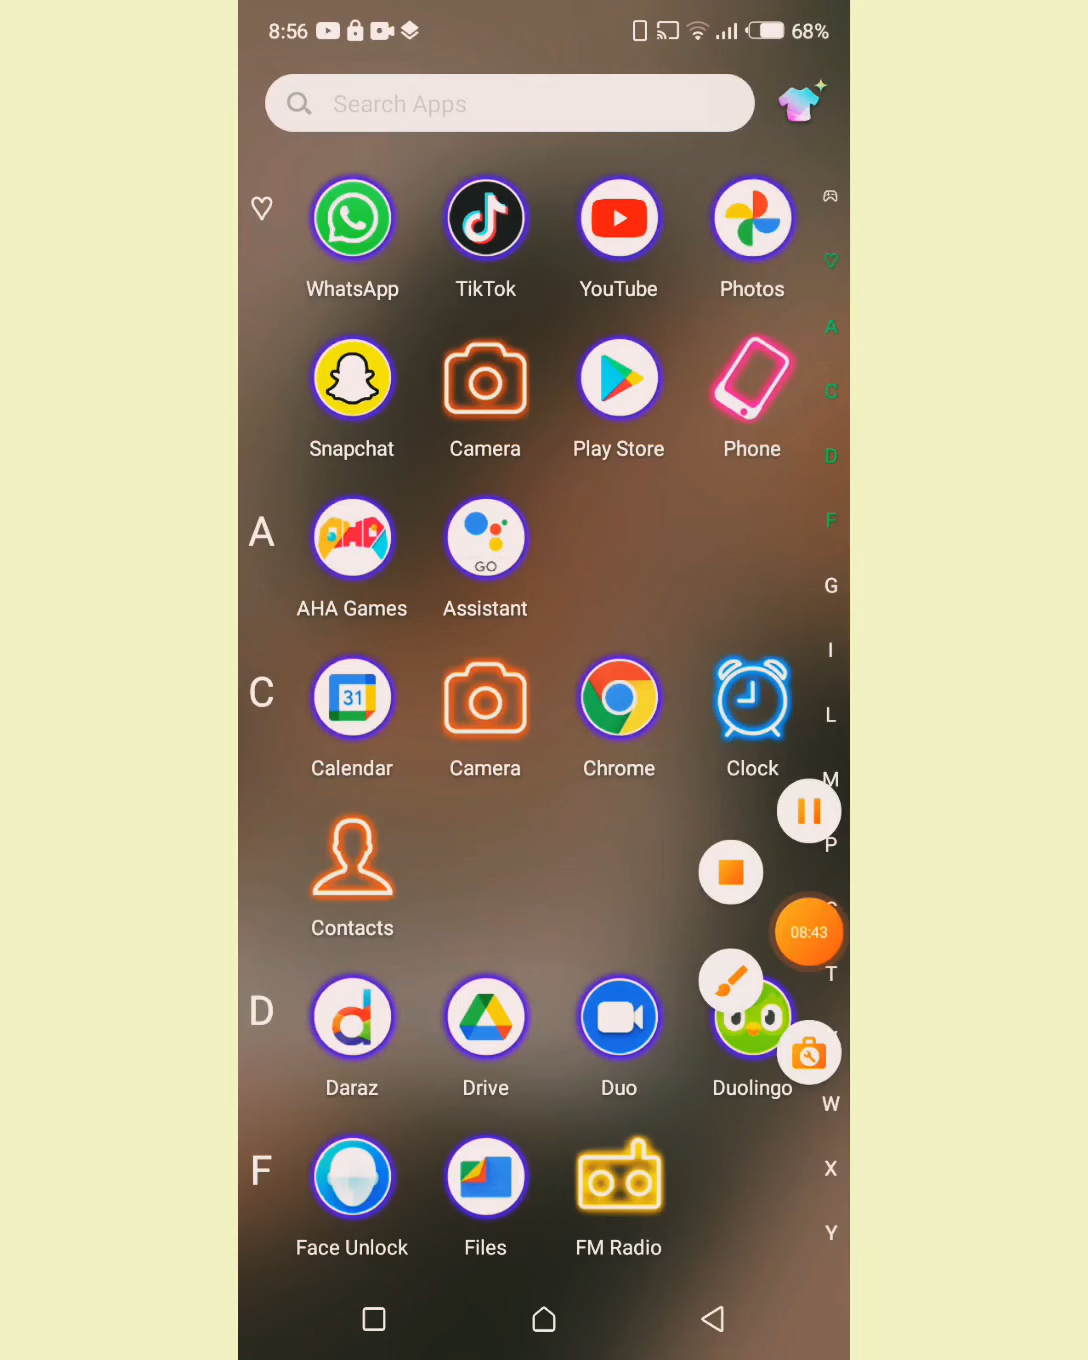 8:56 68%
Search Apps
WhatsApp TikTok YouTube Photos
A
C
Snapchat Camera Play Store Phone
D
F
A
GO
G
AHA Games Assistant
I
C
31
L
Calendar Camera Chrome Clock
M
P
Contacts
08:43
T
D
Daraz Drive Duo Duolingo
W
F
X
Face Unlock Files FM Radio
Y